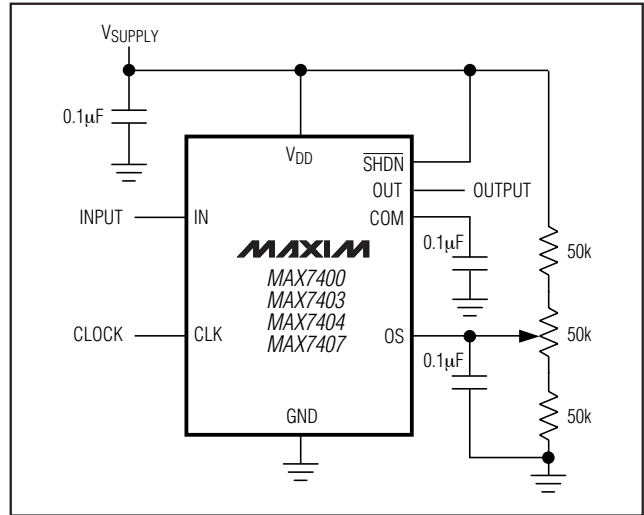 VSUPPLY
0.1µF
VDD
SHDN
OUT
OUTPUT
INPUT
IN
COM
MAXIM
0.1µF
50k
MAX7400
MAX7403
MAX7404
MAX7407
CLOCK
CLK
OS
50k
0.1µF
GND
50k